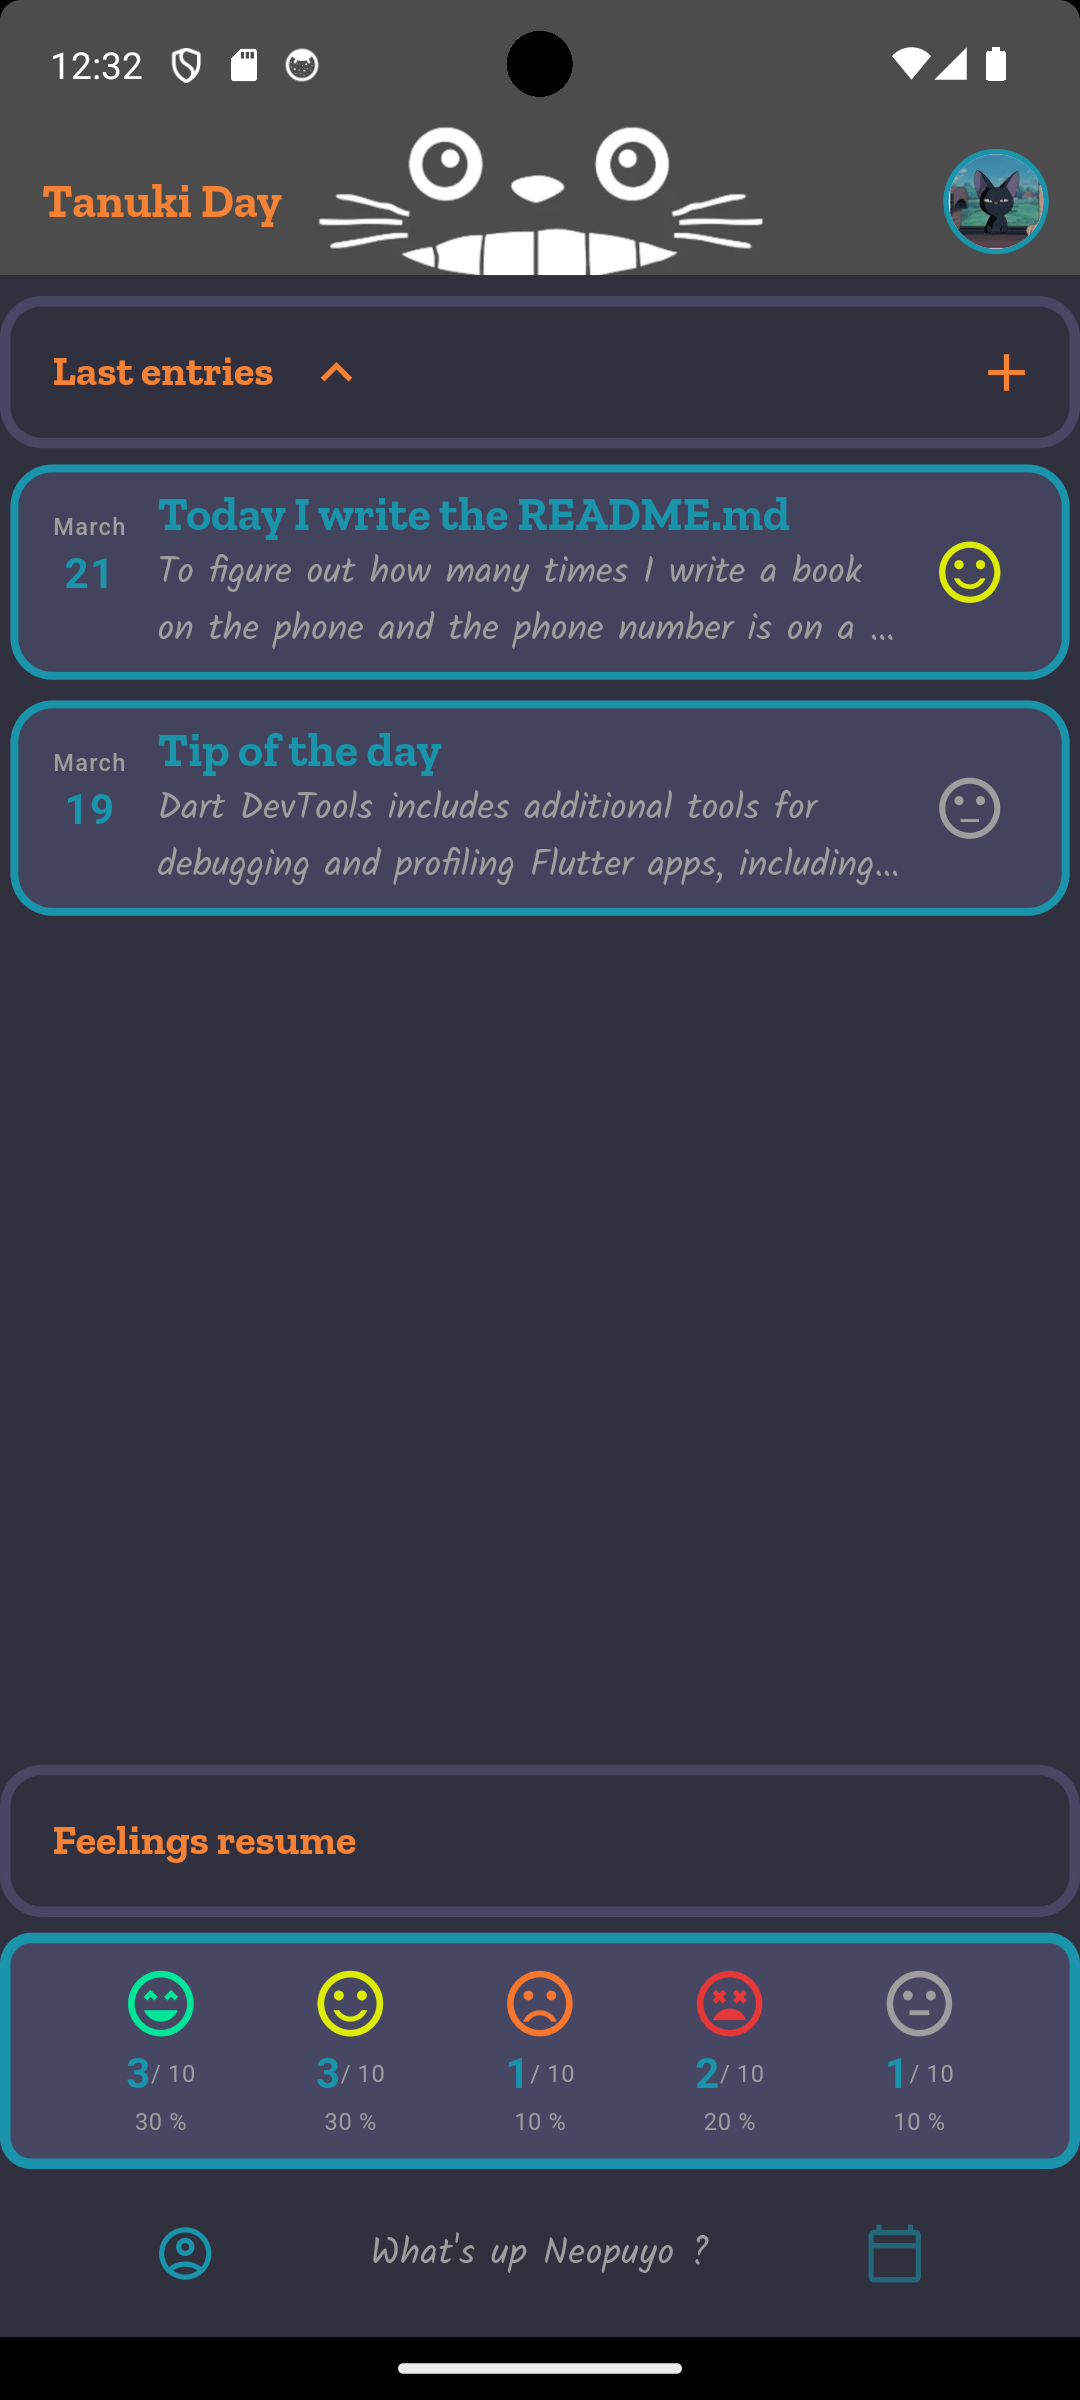 12:32
Tanuki Day
Last entries
March
21
Today I write the README.md
To figure out how many times I write a book
on the phone and the phone number is on a ...
March
19
Tip of the day
Dart DevTools includes additional tools for
debugging and profiling Flutter apps, including...
Feelings resume
3/ 10 3/ 10 1/ 10 2/ 10 1/ 10
30 % 30 % 10 % 20 % 10 %
What's up Neopuyo ?